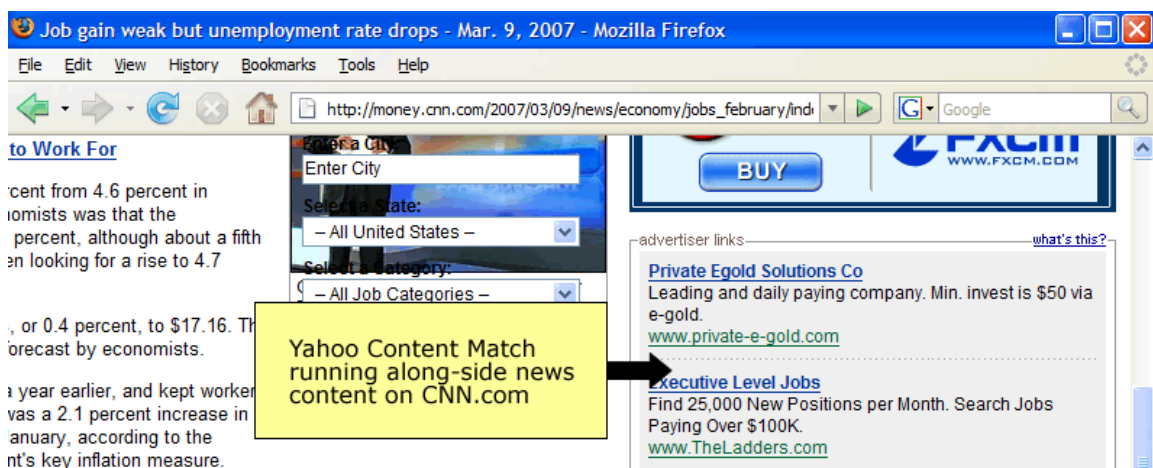 Job gain weak but unemployment rate drops - Mar. 9, 2007 - Mozilla Firefox
File Edit View History Bookmarks Tools Help
http://money.cnn.com/2007/03/09/news/economy/jobs_february/ind
G Google
to Work For
rcent from 4.6 percent in
nomists was that the
percent, although about a fifth
en looking for a rise to 4.7
, or 0.4 percent, to $17.16. Th
forecast by economists.
a year earlier, and kept worker
was a 2.1 percent increase in
anuary, according to the
nt's key inflation measure.
Enter a City:
Enter City
Select a State:
– All United States –
Select a Category:
– All Job Categories –
Yahoo Content Match
running along-side news
content on CNN.com
BUY
FXCM
WWW.FXCM.COM
advertiser links
what's this?
Private Egold Solutions Co
Leading and daily paying company. Min. invest is $50 via
e-gold.
www.private-e-gold.com
Executive Level Jobs
Find 25,000 New Positions per Month. Search Jobs
Paying Over $100K.
www.TheLadders.com